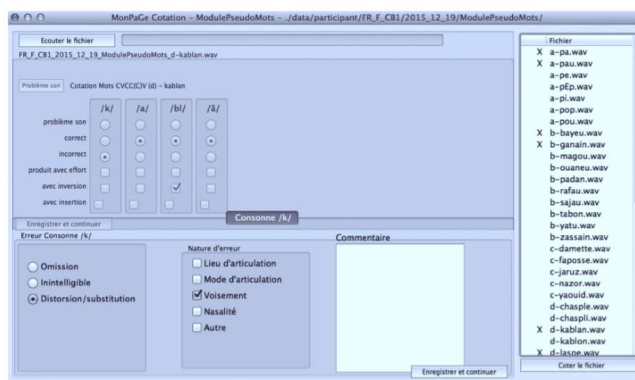 MonPaGe Cotation - ModulePseudoMots - ./data/participant/FR_F_CB1/2015_12_19/ModulePseudoMots/
Ecouter le fichier
FR_F_CB1_2015_12_19_ModulePseudoMots_d-kablan.wav
Problème son
Cotation Mots CVCC(C)V (d) - kablan
/k/ /a/ /bl/ /ã/
problème son
correct
incorrect
produit avec effort
avec inversion
avec insertion
Consonne /k/
Enregistrer et continuer
Erreur Consonne /k/
Omission
Inintelligible
Distorsion/substitution
Nature d'erreur
Lieu d'articulation
Mode d'articulation
Voisement
Nasalité
Autre
Commentaire
Enregistrer et continuer
Fichier
X a-pa.wav
X a-pau.wav
a-pe.wav
a-pEp.wav
a-pi.wav
a-pop.wav
a-pou.wav
X b-bayeu.wav
X b-ganain.wav
b-magou.wav
b-ouaneu.wav
b-padan.wav
b-rafau.wav
b-sajau.wav
b-tabon.wav
b-yatu.wav
b-zassain.wav
c-damette.wav
c-faposse.wav
c-jaruz.wav
c-nazor.wav
c-yaouid.wav
d-chasple.wav
d-chaspli.wav
X d-kablan.wav
d-kablon.wav
X d-laspe.wav
Coter le fichier